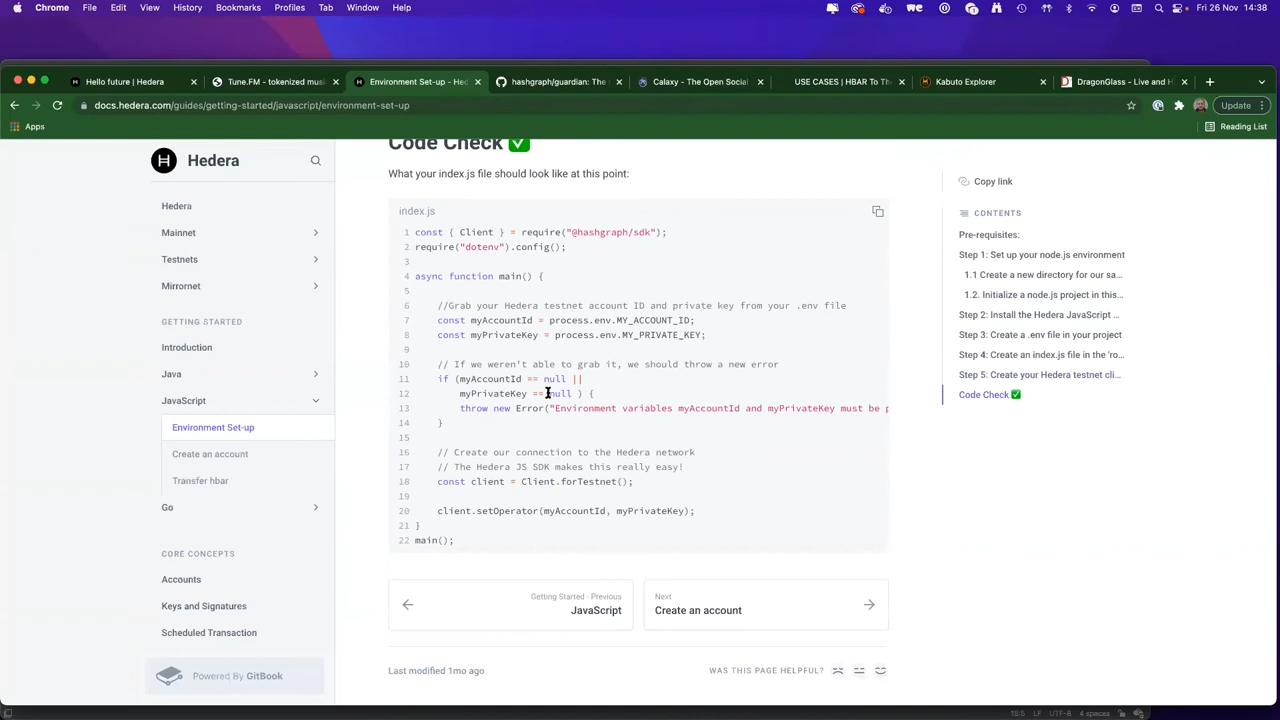 Chrome File Edit View History Bookmarks Profiles Tab Window Help
Fri 26 Nov 14:38
Hello future | Hedera
Tune.FM – tokenized mus
Environment Set-up - Hed
hashgraph/guardian: The
Calaxy - The Open Social
USE CASES | HBAR To The
Kabuto Explorer
DragonGlass – Live and H
docs.hedera.com/guides/getting-started/javascript/environment-set-up
Update
Apps
Reading List
Hedera
Hedera
Mainnet
Testnets
Mirrornet
GETTING STARTED
Introduction
Java
JavaScript
Environment Set-up
Create an account
Transfer hbar
Go
CORE CONCEPTS
Accounts
Keys and Signatures
Scheduled Transaction
Powered By GitBook
Code Check ✅
What your index.js file should look like at this point:
index.js
1 const { Client } = require("@hashgraph/sdk");
2 require("dotenv").config();
3
4 async function main() {
5
6 //Grab your Hedera testnet account ID and private key from your .env file
7 const myAccountId = process.env.MY_ACCOUNT_ID;
8 const myPrivateKey = process.env.MY_PRIVATE_KEY;
9
10 // If we weren't able to grab it, we should throw a new error
11 if (myAccountId == null ||
12 myPrivateKey == null ) {
13 throw new Error("Environment variables myAccountId and myPrivateKey must be p
14 }
15
16 // Create our connection to the Hedera network
17 // The Hedera JS SDK makes this really easy!
18 const client = Client.forTestnet();
19
20 client.setOperator(myAccountId, myPrivateKey);
21 }
22 main();
Getting Started - Previous
JavaScript
Next
Create an account
Last modified 1mo ago
WAS THIS PAGE HELPFUL?
Copy link
CONTENTS
Pre-requisites:
Step 1: Set up your node.js environment
1.1 Create a new directory for our sa...
1.2. Initialize a node.js project in this...
Step 2: Install the Hedera JavaScript ...
Step 3: Create a .env file in your project
Step 4: Create an index.js file in the 'ro...
Step 5: Create your Hedera testnet cli...
Code Check ✅
LF UTF-8 4 spaces